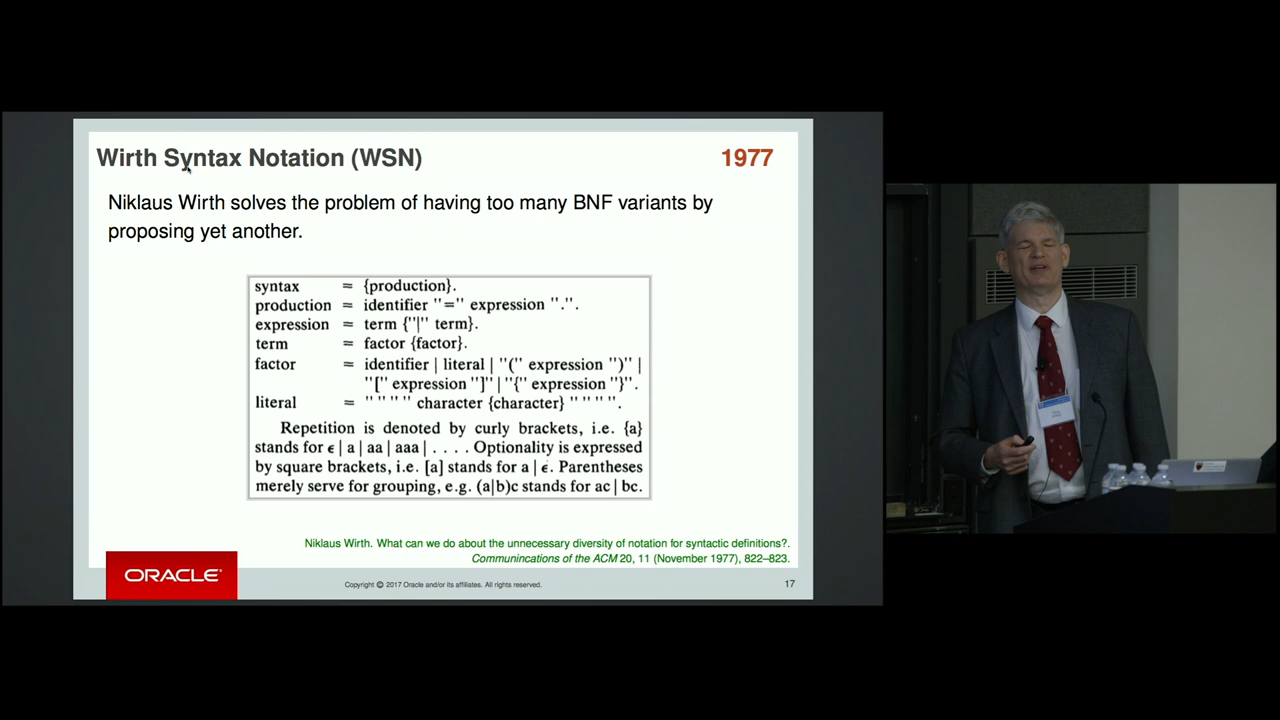 Wirth Syntax Notation (WSN) 1977
Niklaus Wirth solves the problem of having too many BNF variants by
proposing yet another.
syntax = {production}.
production = identifier "=" expression ".".
expression = term {"|" term}.
term = factor {factor}.
factor = identifier | literal | "(" expression ")" |
"[" expression "]" | "{" expression "}".
literal = """" character {character} """".
Repetition is denoted by curly brackets, i.e. {a}
stands for ϵ | a | aa | aaa | . . . . Optionality is expressed
by square brackets, i.e. [a] stands for a | ϵ. Parentheses
merely serve for grouping, e.g. (a|b)c stands for ac | bc.
Niklaus Wirth. What can we do about the unnecessary diversity of notation for syntactic definitions?.
Communincations of the ACM 20, 11 (November 1977), 822–823.
ORACLE®
Copyright © 2017 Oracle and/or its affiliates. All rights reserved.
17